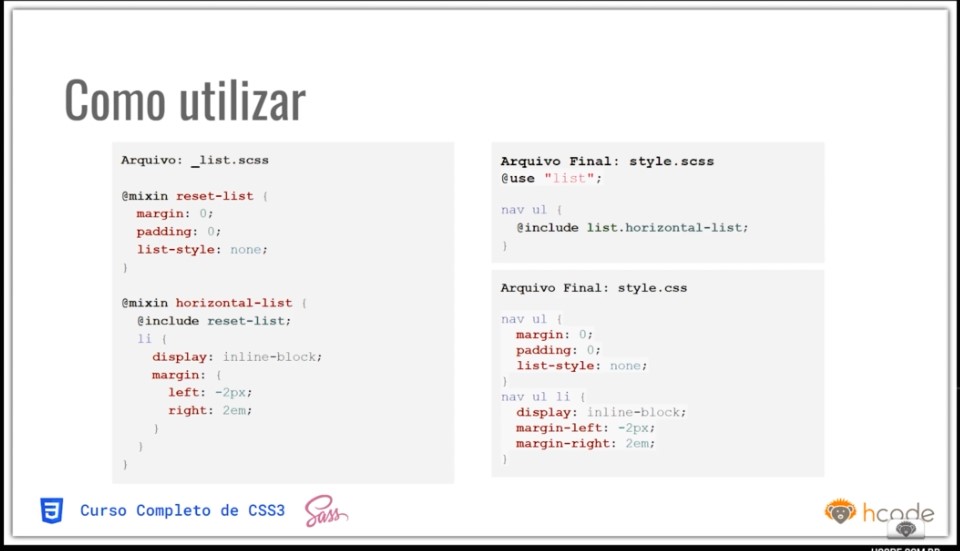 Como utilizar
Arquivo: _list.scss
@mixin reset-list {
margin: 0;
padding: 0;
list-style: none;
}
@mixin horizontal-list {
@include reset-list;
li {
display: inline-block;
margin: {
left: -2px;
right: 2em;
}
}
}
Arquivo Final: style.scss
@use "list";
nav ul {
@include list.horizontal-list;
}
Arquivo Final: style.css
nav ul {
margin: 0;
padding: 0;
list-style: none;
}
nav ul li {
display: inline-block;
margin-left: -2px;
margin-right: 2em;
}
Curso Completo de CSS3
Sass
hcode